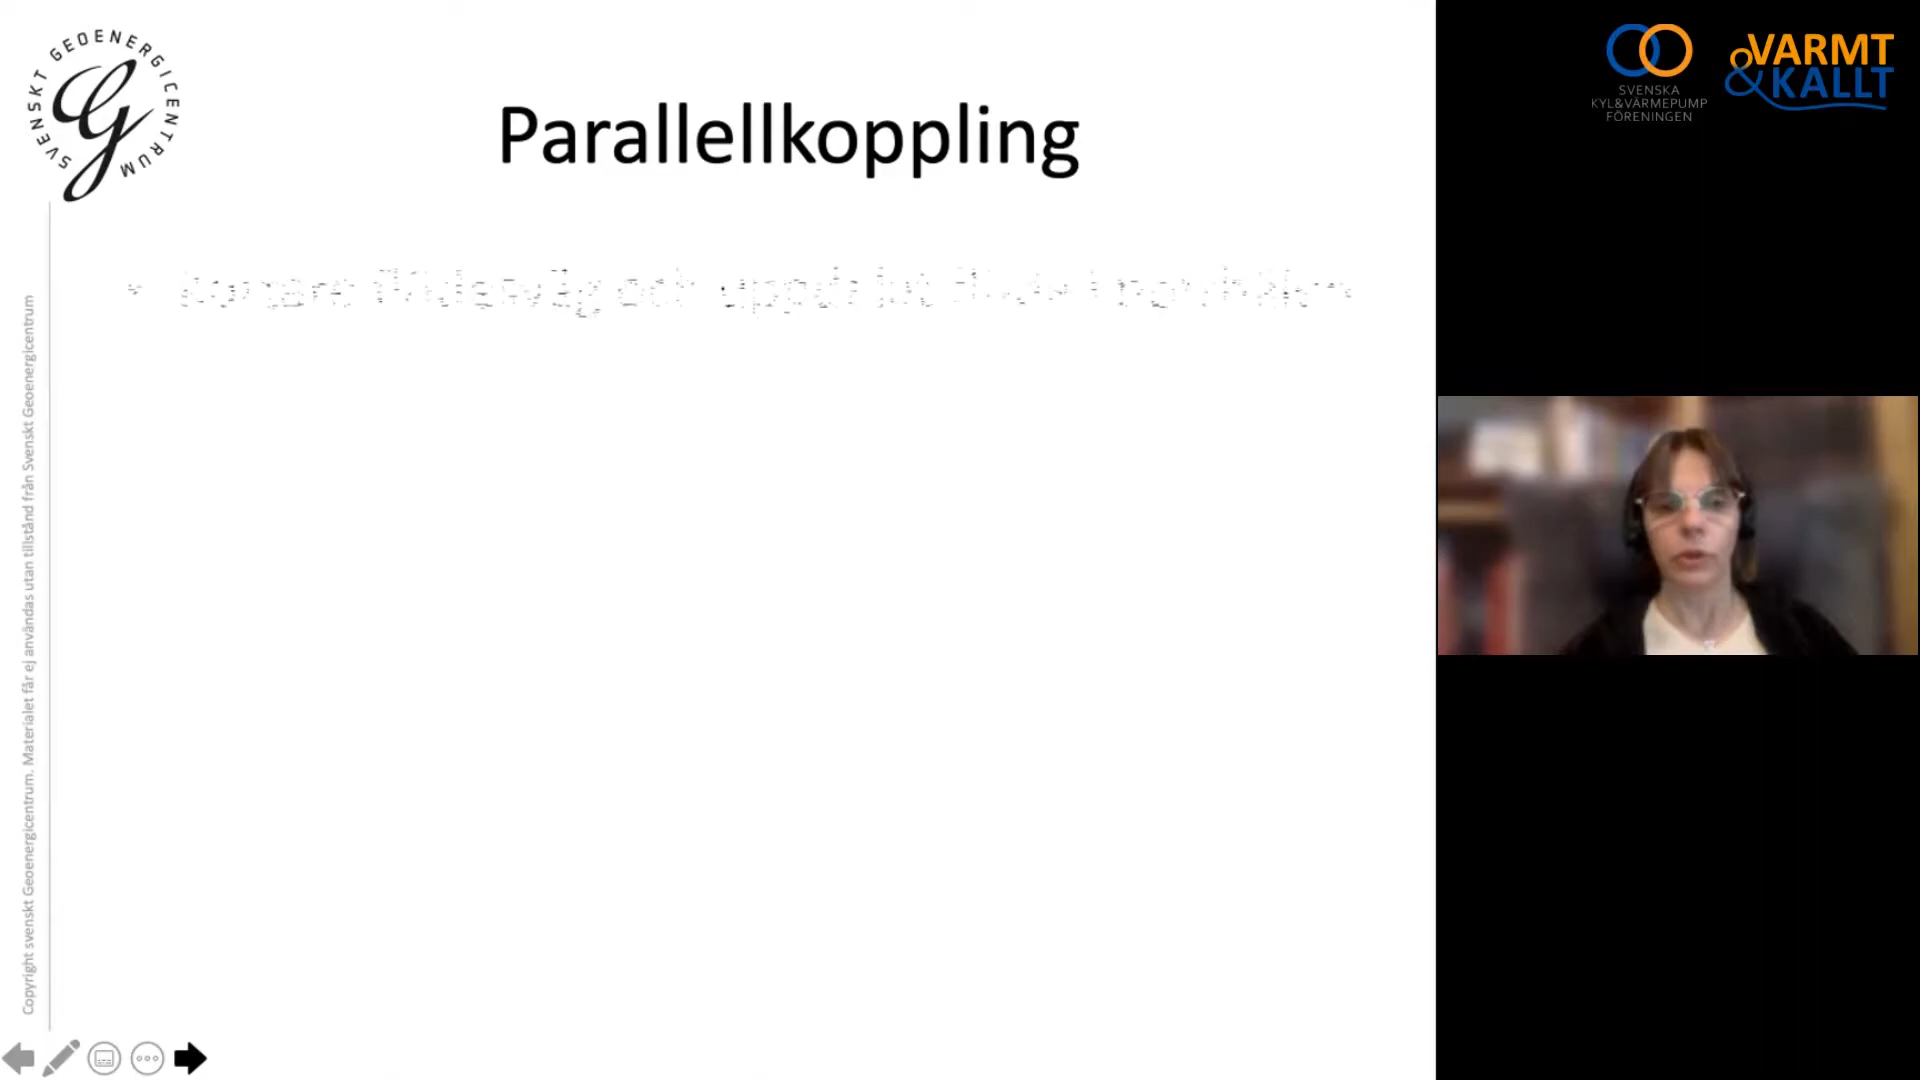 SVENSKT GEOENERGICENTRUM
Parallellkoppling
och
Copyright svenskt Geoenergicentrum. Materialet får ej användas utan tillstånd från Svenskt Geoenergicentrum
SVENSKA
KYL&VÄRMEPUMP
FÖRENINGEN
VARMT
&KALLT